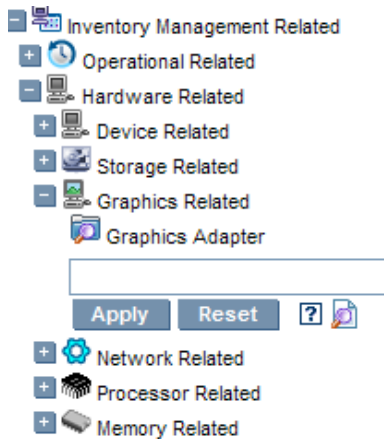 Inventory Management Related
Operational Related
Hardware Related
Device Related
Storage Related
Graphics Related
Graphics Adapter
Apply Reset ?
Network Related
Processor Related
Memory Related